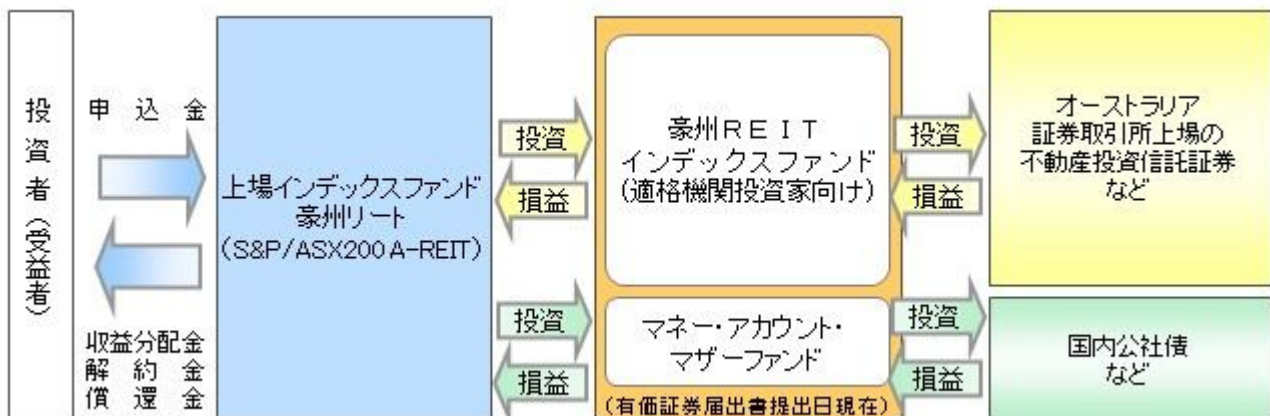 投資者(受益者)
申込金
収益分配金
解約金
償還金
上場インデックスファンド
豪州リート
(S&P/ASX200 A-REIT)
投資
損益
投資
損益
豪州REIT
インデックスファンド
(適格機関投資家向け)
マネー・アカウント・
マザーファンド
(有価証券届出書提出日現在)
投資
損益
投資
損益
オーストラリア
証券取引所上場の
不動産投資信託証券
など
国内公社債
など